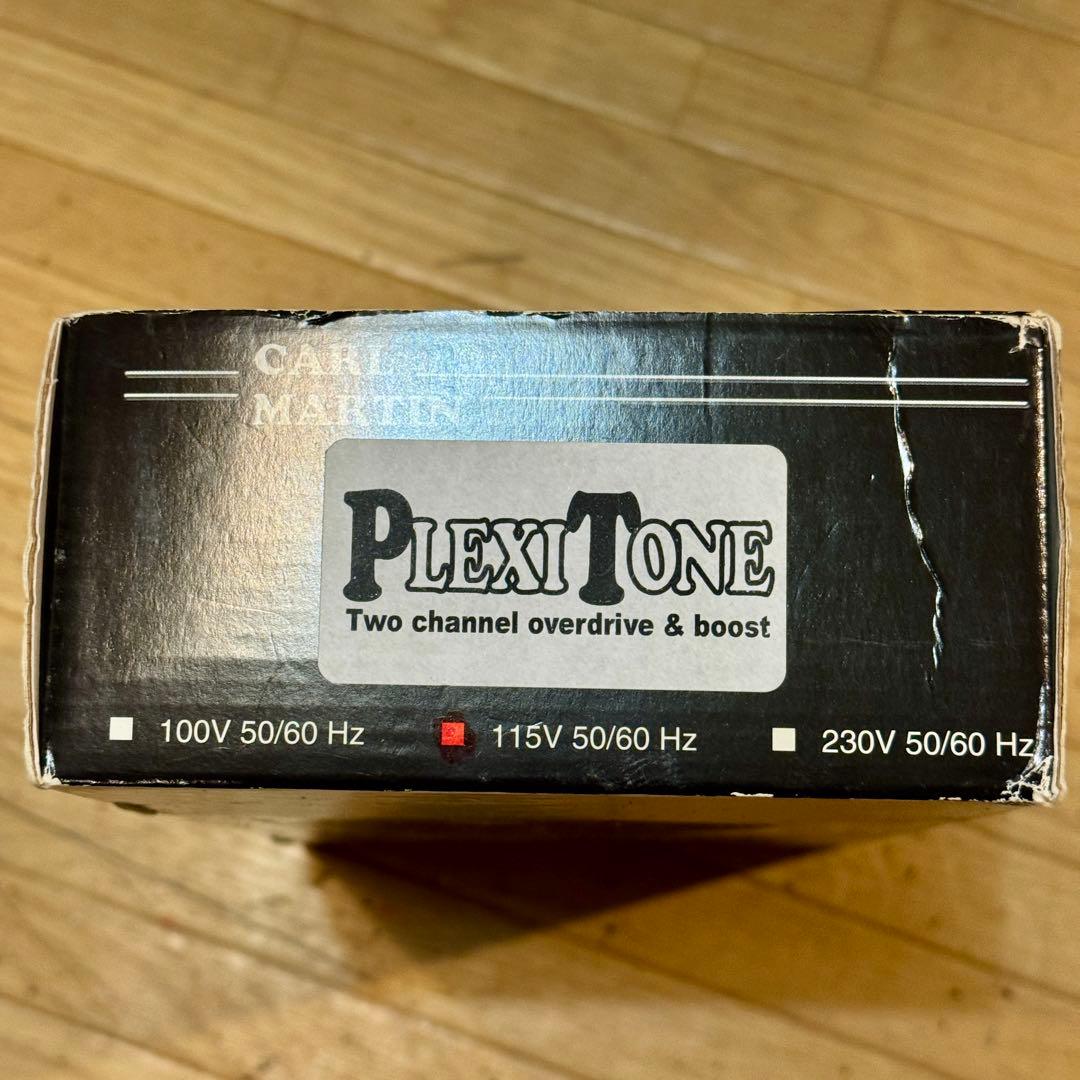 CARL
MARTIN
PLEXITONE
Two channel overdrive & boost
100V 50/60 Hz
115V 50/60 Hz
230V 50/60 Hz